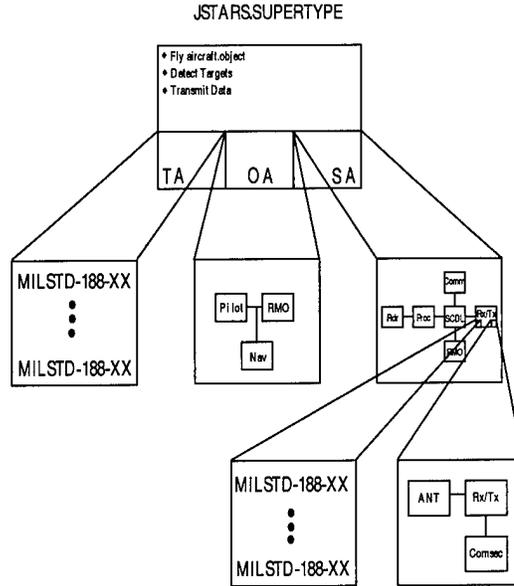 JSTARS.SUPERTYPE
♦ Fly aircraft.object
♦ Detect Targets
♦ Transmit Data
TA OA SA
MILSTD-188-XX
MILSTD-188-XX
Pilot RMO
Nav
Comm
Rdr Proc SCDL Rx/Tx
RMO
MILSTD-188-XX
MILSTD-188-XX
ANT Rx/Tx
Comsec